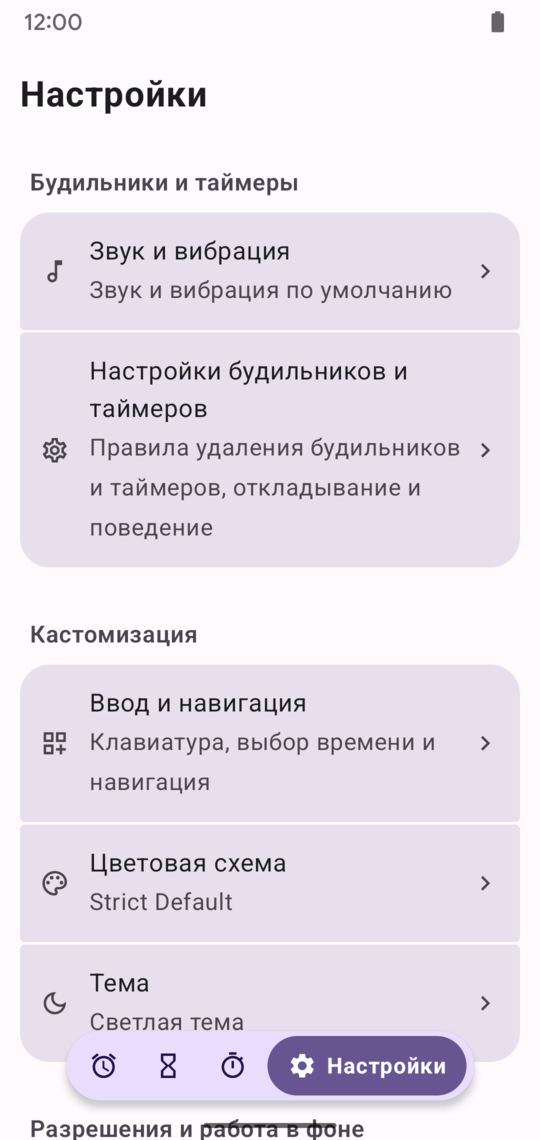 12:00
Настройки
Будильники и таймеры
Звук и вибрация
Звук и вибрация по умолчанию
Настройки будильников и
таймеров
Правила удаления будильников
и таймеров, откладывание и
поведение
Кастомизация
Ввод и навигация
Клавиатура, выбор времени и
навигация
Цветовая схема
Strict Default
Тема
Светлая тема
Настройки
Разрешения и работа в фоне